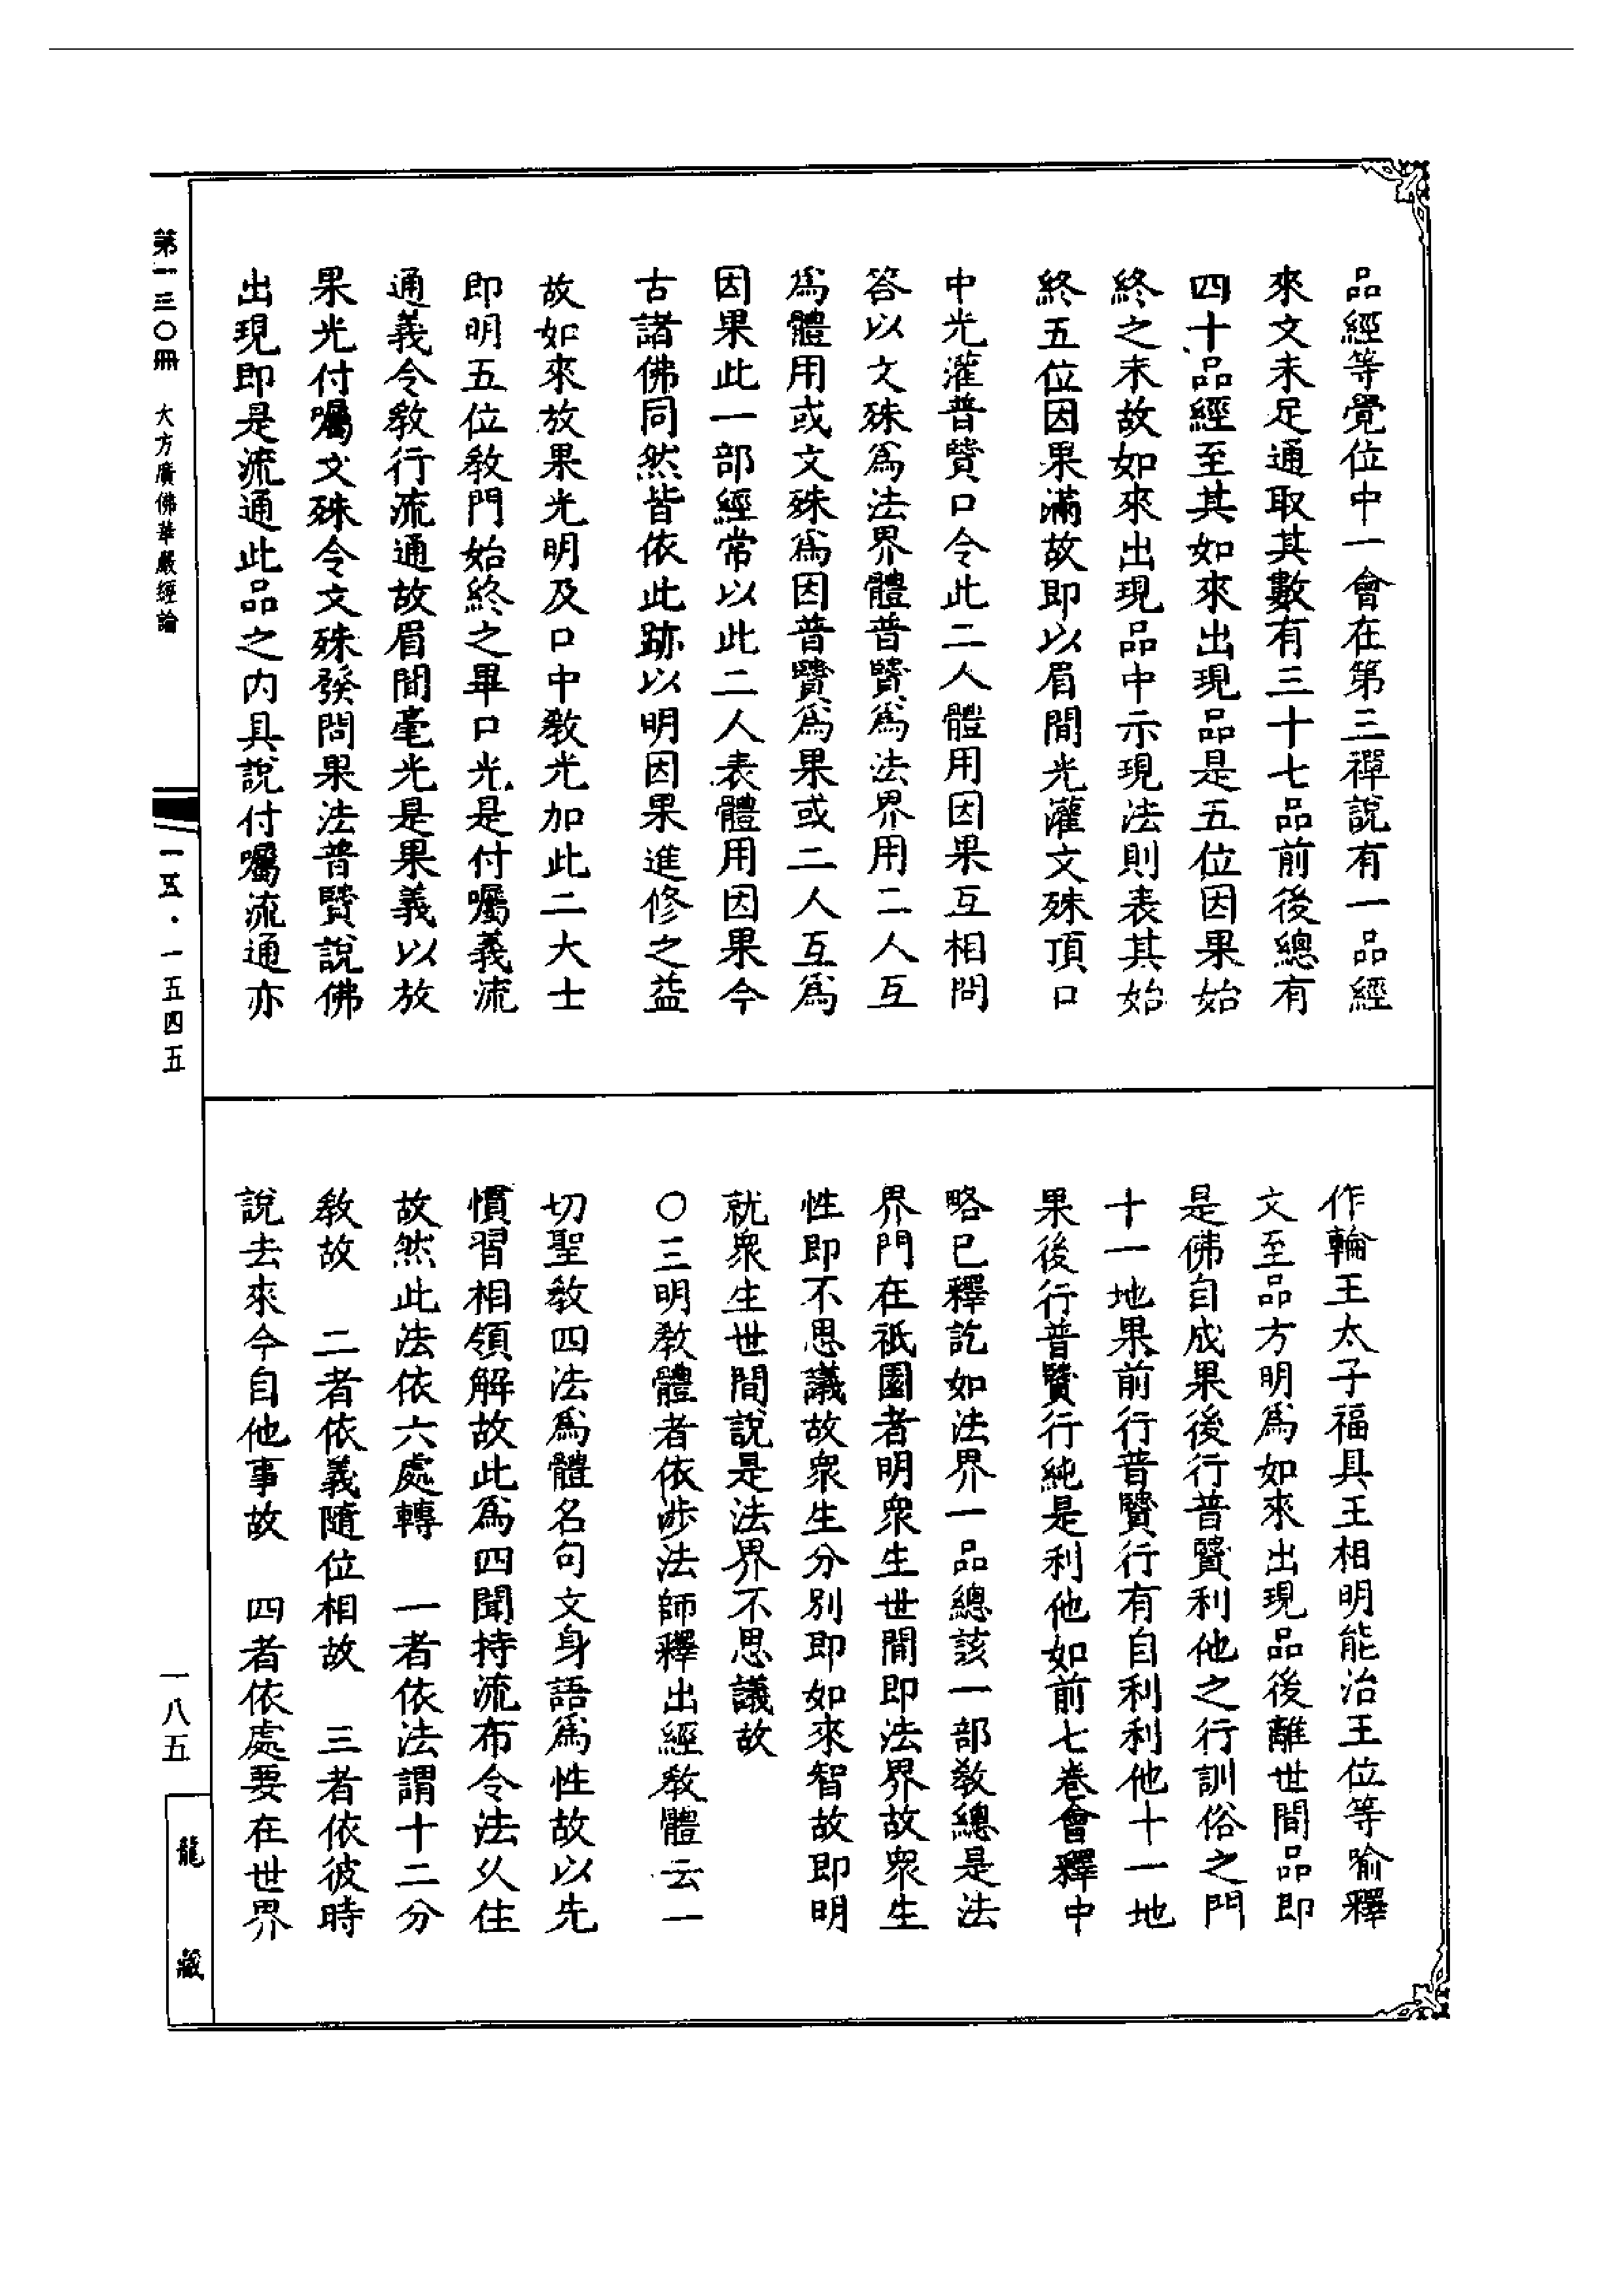 品經等覺位中一會在第三禪說有一品經
來文未足通取其數有三十七品前後總有
四十品經至其如來出現品是五位因果始
終之末故如來出現品中示現法則表其始
終五位因果滿故即以眉間光灌文殊頂口
中光灌普賢口令此二人體用因果互相問
答以文殊爲法界體普賢爲法界用二人互
爲體用或文殊爲因普賢爲果或二人互爲
因果此一部經常以此二人表體用因果今
古諸佛同然皆依此跡以明因果進修之益
故如來放果光明及口中教光加此二大士
即明五位教門始終之畢口光是付囑義流
通義令教行流通故眉間毫光是果義以放
果光付囑文殊令文殊發問果法普賢說佛
出現即是流通此品之内具說付囑流通亦
作輪王太子福具王相明能治王位等喻釋
文至品方明爲如來出現品後離世間品即
是佛自成果後行普賢利他之行訓俗之門
十一地果前行普賢行有自利利他十一地
果後行普賢行純是利他如前七卷會釋中
略已釋訖如法界一品總該一部教總是法
界門在祇園者明衆生世間即法界故衆生
性即不思議故衆生分別即如來智故即明
就衆生世間說是法界不思議故
○三明教體者依陟法師釋出經教體云一
切聖教四法爲體名句文身語爲性故以先
慣習相領解故此爲四聞持流布令法久住
故然此法依六處轉　一者依法謂十二分
教故　二者依義隨位相故　三者依彼時
說去來今自他事故　四者依處要在世界
第一三〇冊　大方廣佛華嚴經論
一五·一五四五
一八五
龍藏